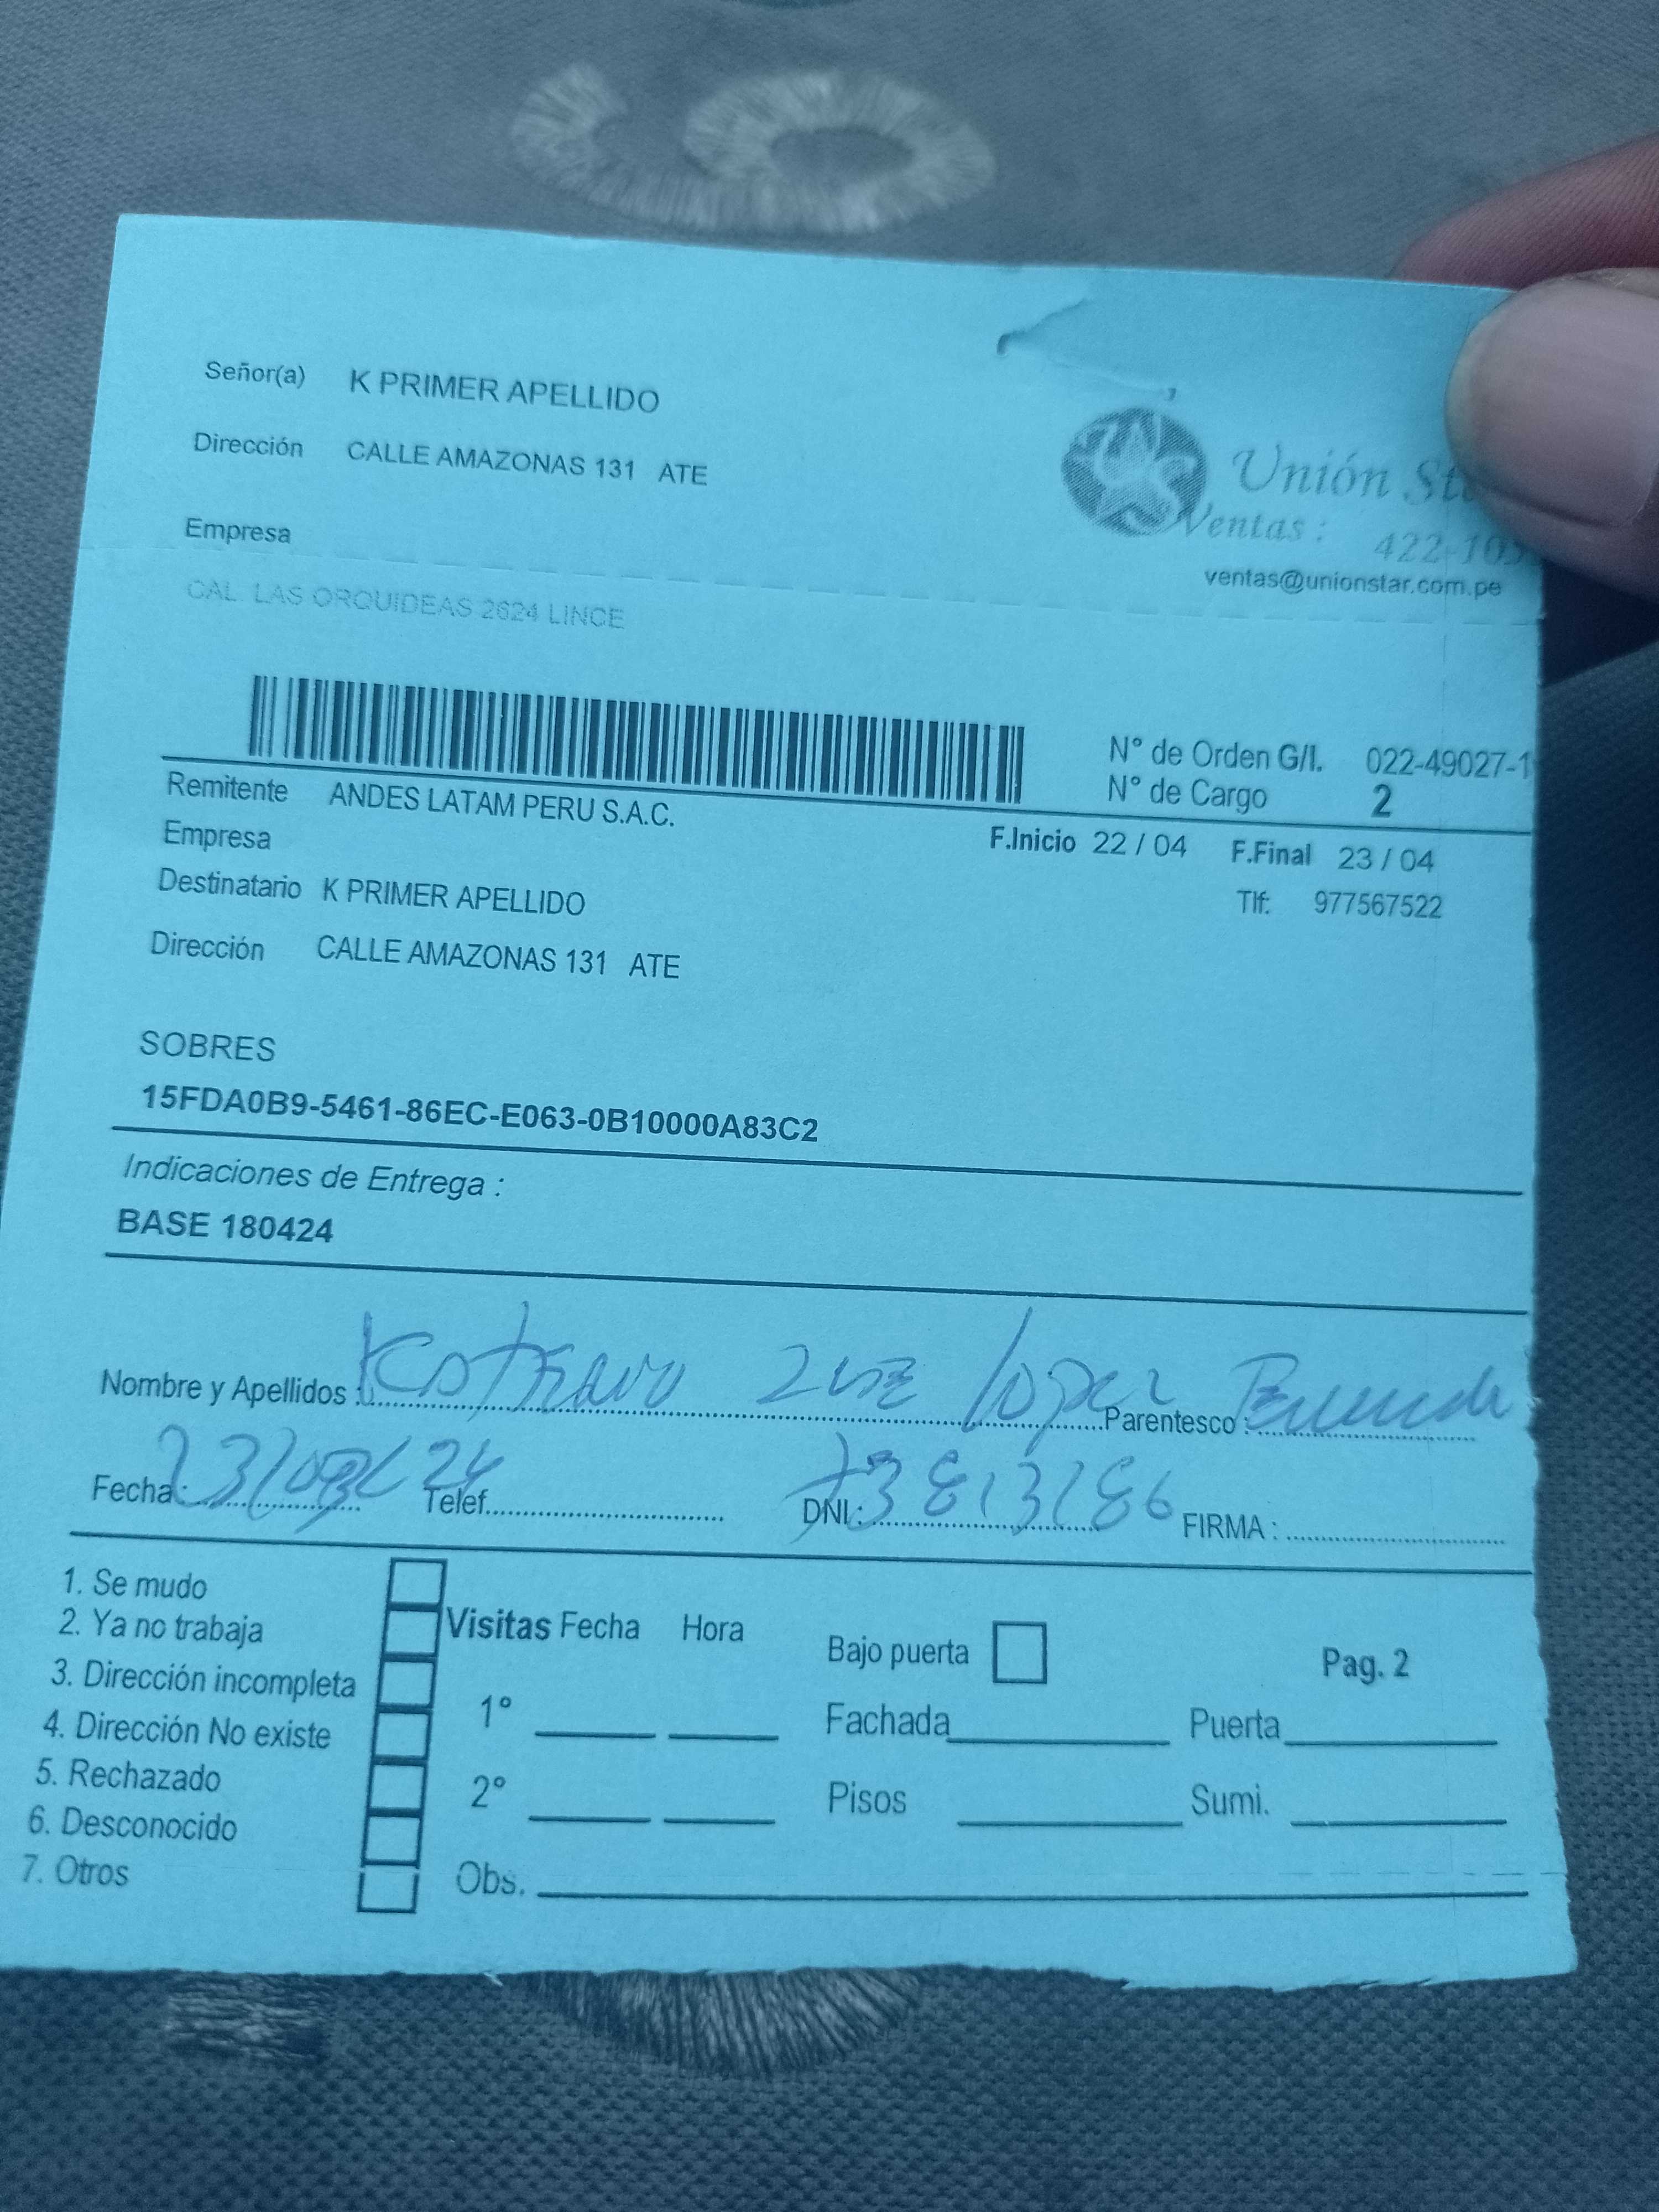 Señor(a) K PRIMER APELLIDO
Dirección CALLE AMAZONAS 131 ATE
Empresa
Unión
Ventas : 422-10
ventas@unionstar.com.pe
CAL. LAS ORQUIDEAS 2624 LINCE
N° de Orden G/I. 022-49027-1
N° de Cargo 2
Remitente ANDES LATAM PERU S.A.C.
Empresa
F.Inicio 22 / 04 F.Final 23 / 04
Destinatario K PRIMER APELLIDO
Tlf: 977567522
Dirección CALLE AMAZONAS 131 ATE
SOBRES
15FDA0B9-5461-86EC-E063-0B10000A83C2
Indicaciones de Entrega :
BASE 180424
Nombre y Apellidos : Lopez Parentesco :
Fecha : Telef. DNI.: FIRMA :
1. Se mudo
2. Ya no trabaja
3. Dirección incompleta
4. Dirección No existe
5. Rechazado
6. Desconocido
7. Otros
Visitas Fecha Hora
1°
2°
Obs.
Bajo puerta
Pag. 2
Fachada Puerta
Pisos Sumi.